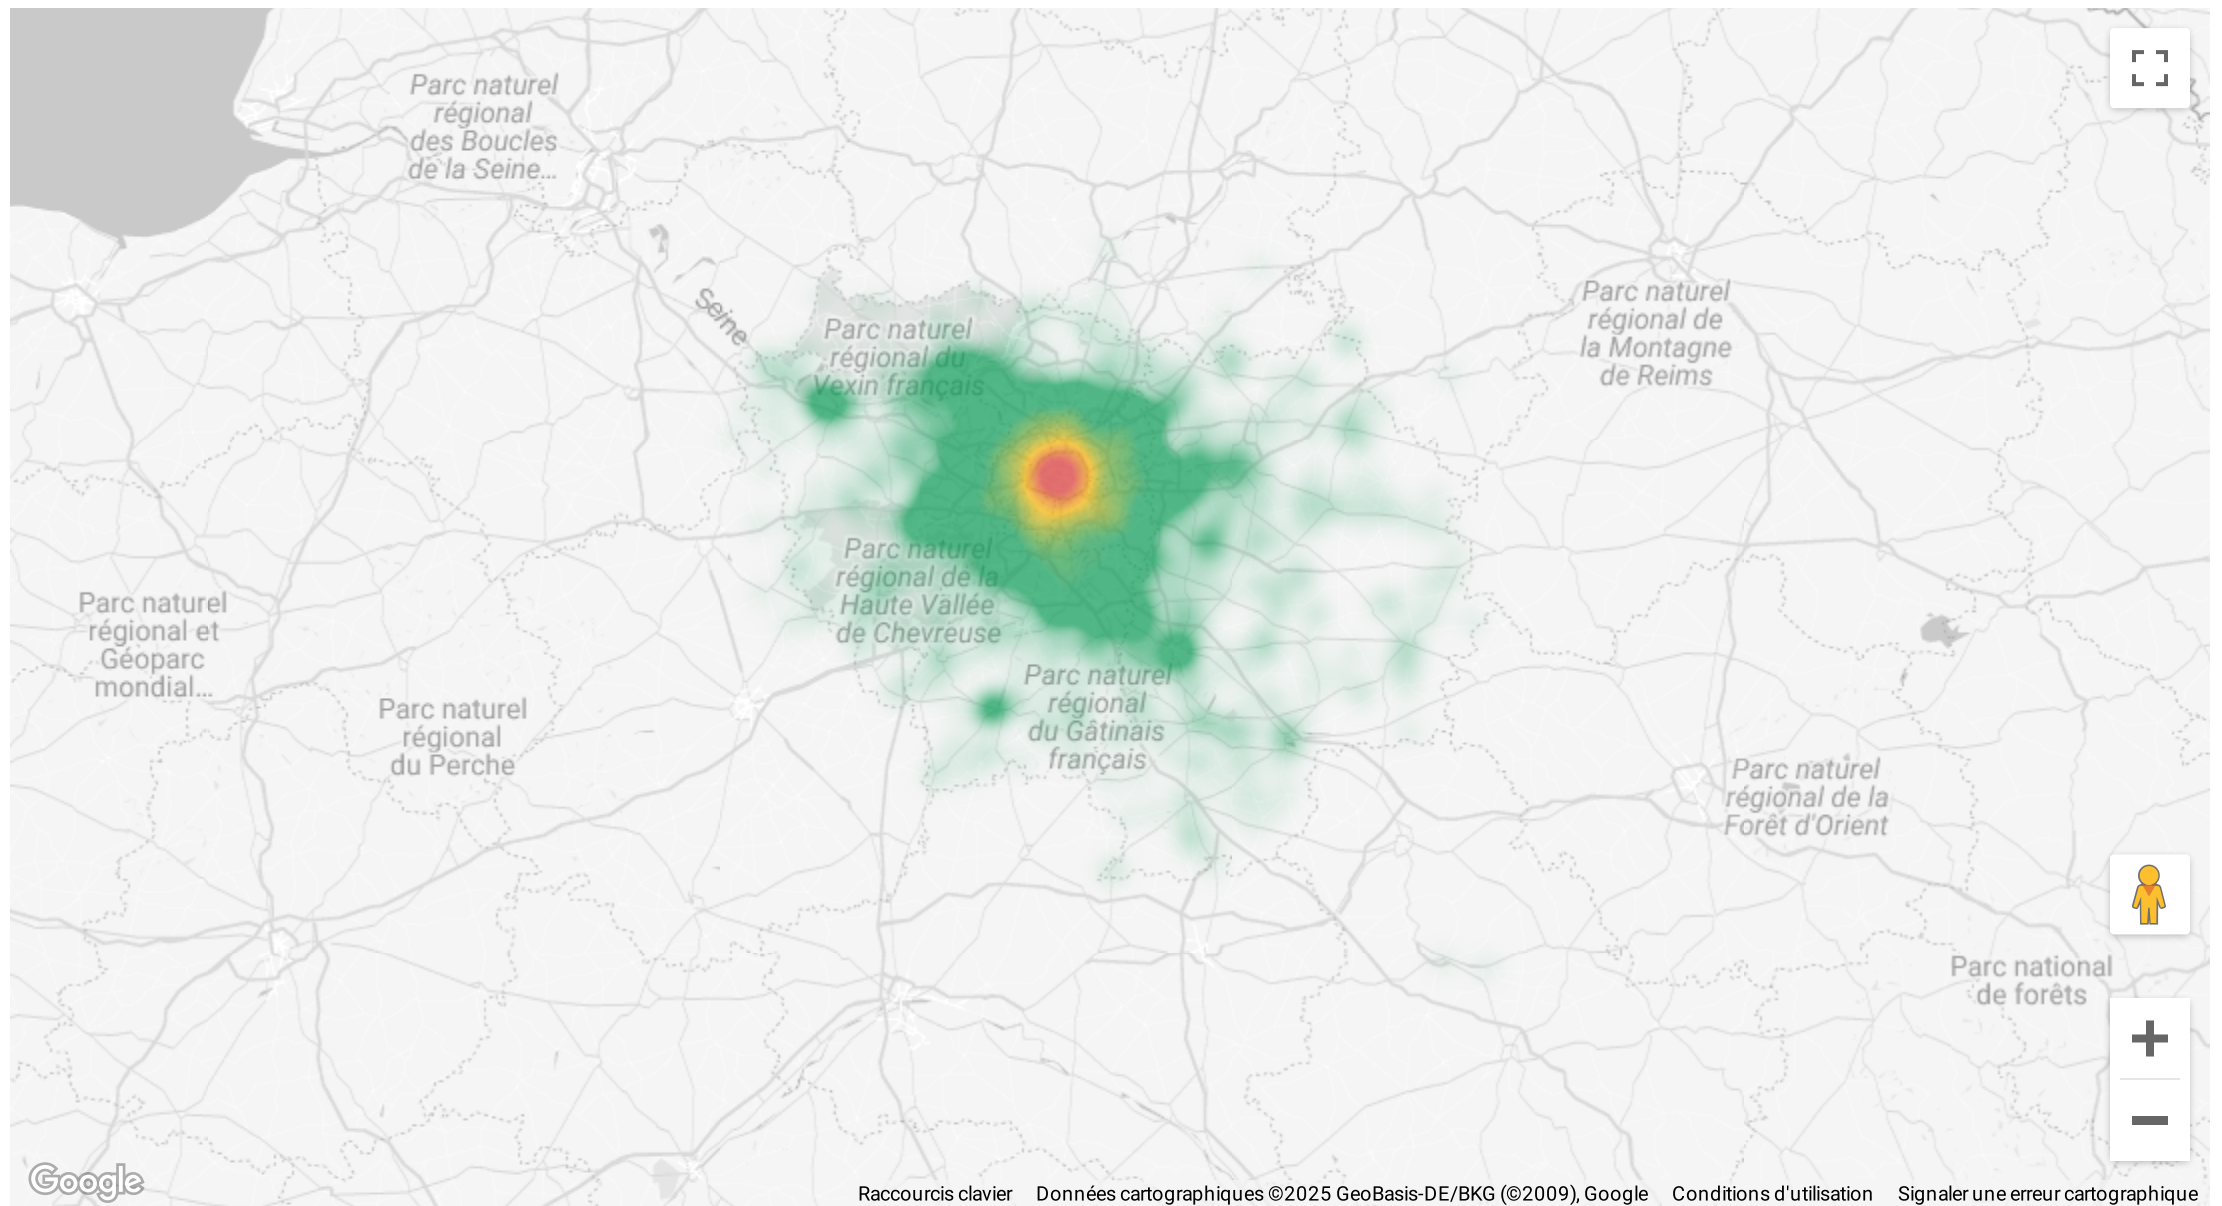 Parc naturel
régional
des Boucles
de la Seine...
Seine
Parc naturel
régional du
Vexin français
Parc naturel
régional de
la Montagne
de Reims
Parc naturel
régional de la
Haute Vallée
de Chevreuse
Parc naturel
régional et
Géoparc
mondial...
Parc naturel
régional
du Perche
Parc naturel
régional
du Gâtinais
français
Parc naturel
régional de la
Forêt d'Orient
Parc national
de forêts
Google
Raccourcis clavier
Données cartographiques ©2025 GeoBasis-DE/BKG (©2009), Google
Conditions d'utilisation
Signaler une erreur cartographique